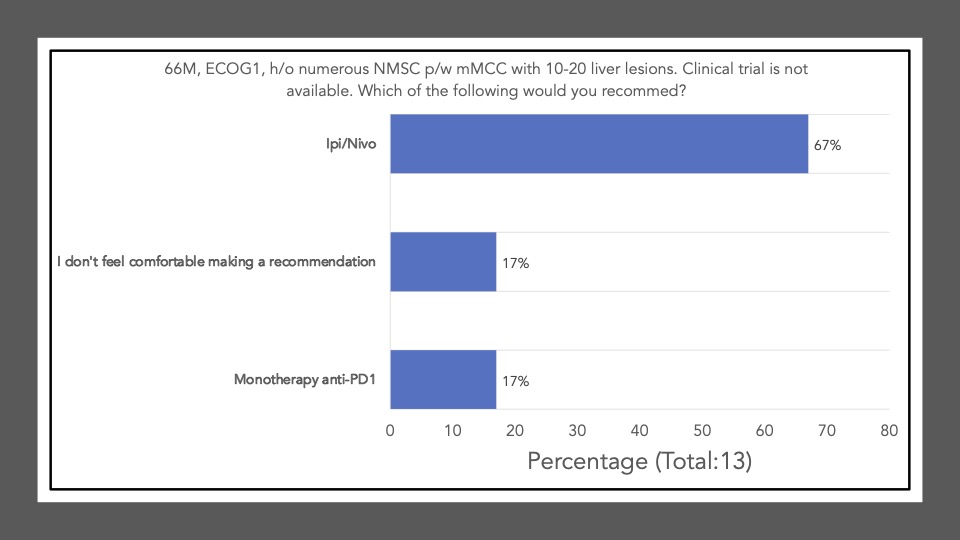 66M, ECOG1, h/o numerous NMSC p/w mMCC with 10-20 liver lesions. Clinical trial is not
available. Which of the following would you recommed?
Ipi/Nivo
67%
I don't feel comfortable making a recommendation
17%
Monotherapy anti-PD1
17%
0 10 20 30 40 50 60 70 80
Percentage (Total:13)